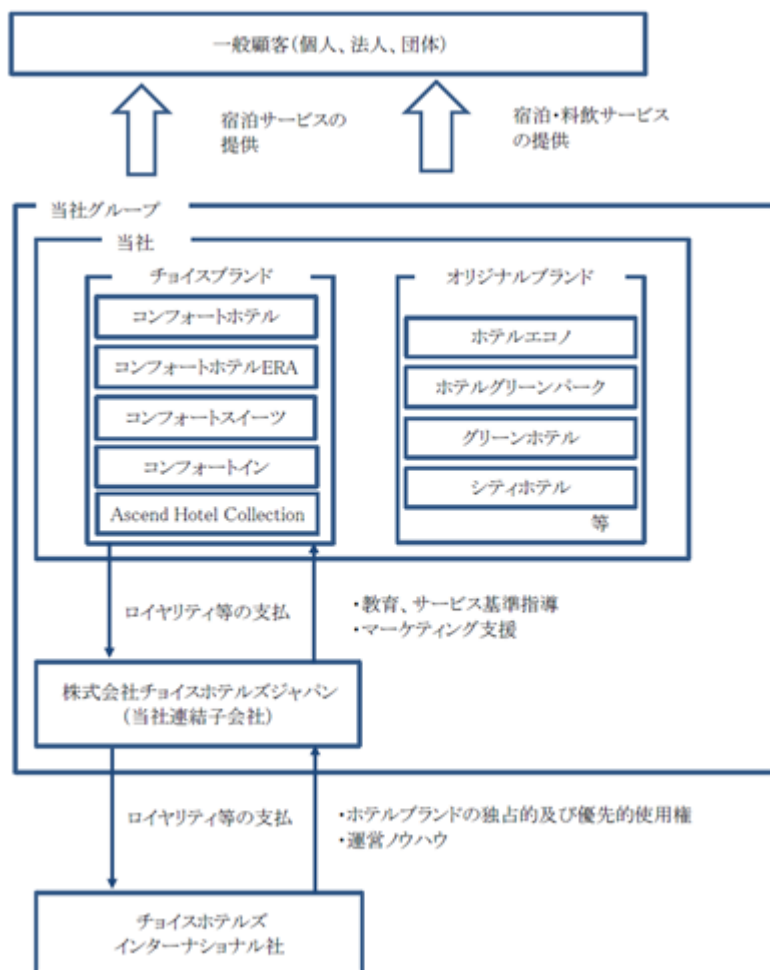 一般顧客(個人、法人、団体)
宿泊サービスの
提供
宿泊・料飲サービス
の提供
当社グループ
当社
チョイスブランド
コンフォートホテル
コンフォートホテルERA
コンフォートスイーツ
コンフォートイン
Ascend Hotel Collection
オリジナルブランド
ホテルエコノ
ホテルグリーンパーク
グリーンホテル
シティホテル
等
ロイヤリティ等の支払
・教育、サービス基準指導
・マーケティング支援
株式会社チョイスホテルズジャパン
(当社連結子会社)
ロイヤリティ等の支払
・ホテルブランドの独占的及び優先的使用権
・運営ノウハウ
チョイスホテルズ
インターナショナル社